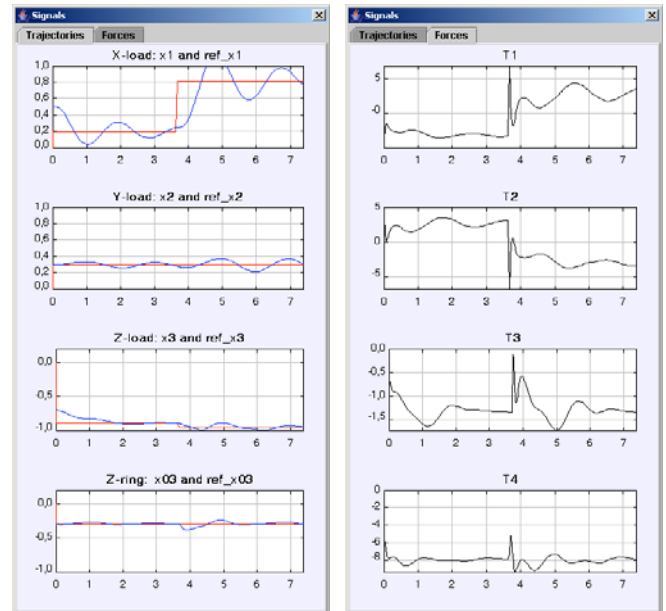 Signals
Trajectories Forces
X-load: x1 and ref_x1
1,0
0,8
0,6
0,4
0,2
0,0
0 1 2 3 4 5 6 7
Y-load: x2 and ref_x2
1,0
0,8
0,6
0,4
0,2
0,0
0 1 2 3 4 5 6 7
Z-load: x3 and ref_x3
0,0
-0,5
-1,0
0 1 2 3 4 5 6 7
Z-ring: x03 and ref_x03
0,0
-0,5
-1,0
0 1 2 3 4 5 6 7
Signals
Trajectories Forces
T1
5
-0
0 1 2 3 4 5 6 7
T2
5
0
-5
0 1 2 3 4 5 6 7
T3
0,0
-0,5
-1,0
-1,5
0 1 2 3 4 5 6 7
T4
0
-2
-4
-6
-8
0 1 2 3 4 5 6 7